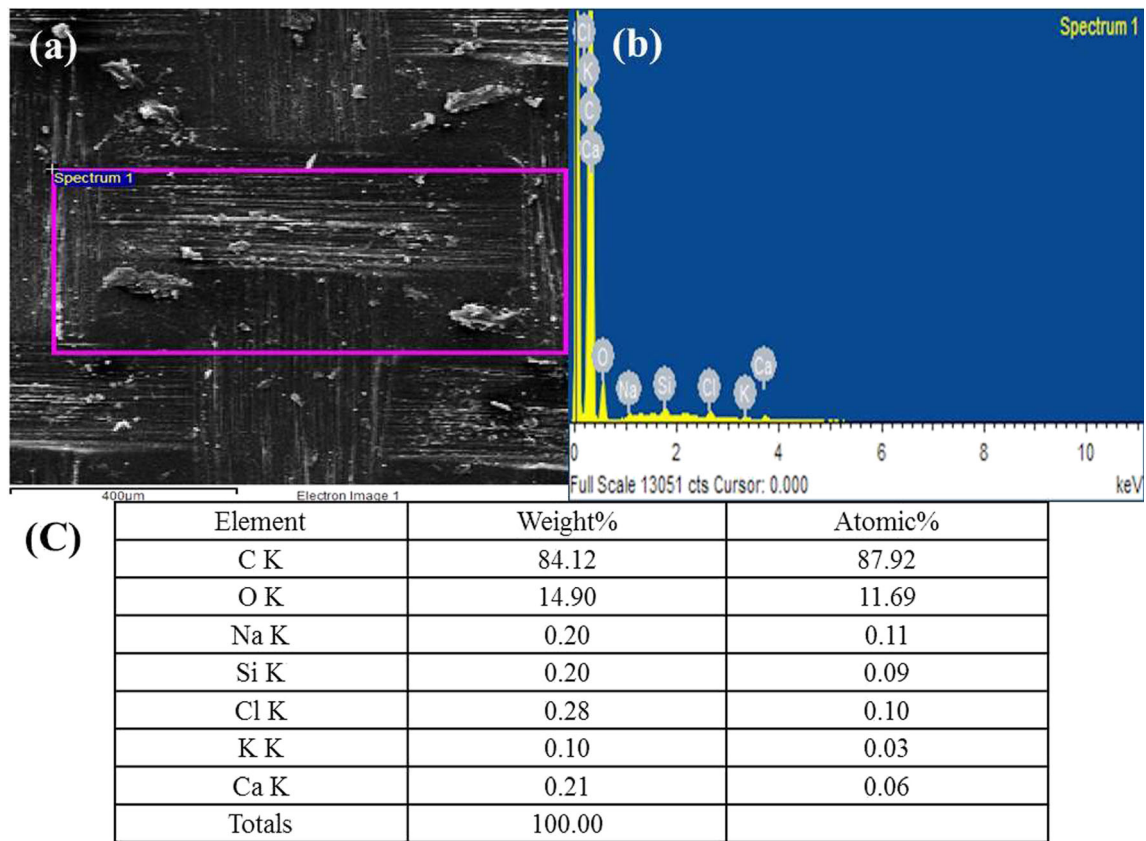 (a)
Spectrum 1
400µm
Electron Image 1
(b)
Spectrum 1
Cl
K
C
Ca
O
Na
Si
Cl
K
Ca
0 2 4 6 8 10
Full Scale 13051 cts Cursor: 0.000 keV
(C)
Element Weight% Atomic%
C K 84.12 87.92
O K 14.90 11.69
Na K 0.20 0.11
Si K 0.20 0.09
Cl K 0.28 0.10
K K 0.10 0.03
Ca K 0.21 0.06
Totals 100.00